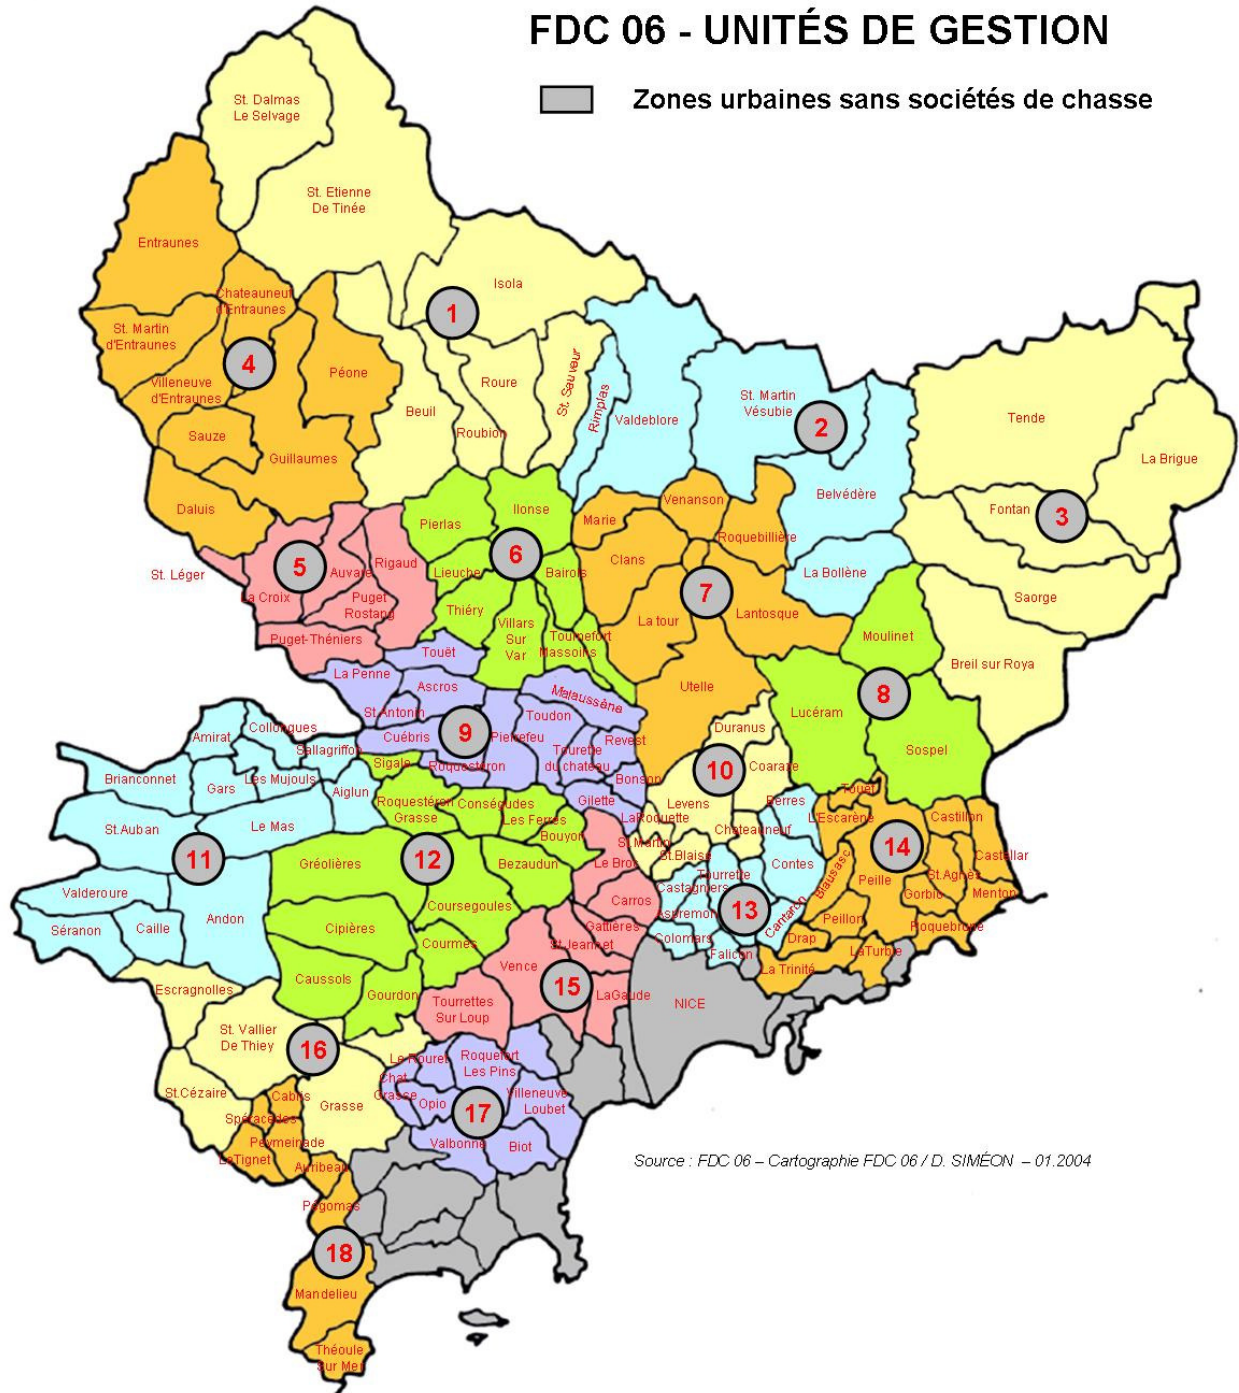 FDC 06 - UNITÉS DE GESTION
Zones urbaines sans sociétés de chasse
St. Dalmas
Le Selvage
St. Etienne
De Tinée
Entraunes
Isola
Chateauneuf
d'Entraunes
1
St. Martin
d'Entraunes
4
Péone
Villeneuve
d'Entraunes
Beuil
Roure
St. Sauveur
Rimplas
Valdeblore
St. Martin
Vésubie
2
Tende
Sauze
Roubion
Guillaumes
La Brigue
Belvédère
Daluis
Pierlas
Ilonse
Venanson
Marie
Roquebillière
Fontan
3
St. Léger
5
Auvare
Rigaud
Lieuche
6
Bairols
Clans
La Bollène
La Croix
Puget
Rostang
Thiéry
7
Saorge
Villars
Sur
Var
La tour
Lantosque
Puget-Théniers
Tournefort
Massoins
Moulinet
Touët
Breil sur Roya
La Penne
Ascros
Malaussèna
Utelle
8
Lucéram
St.Antonin
Toudon
Duranus
Collongues
Amirat
Cuébris
9
Pierrefeu
Revest
Sallagriffon
Tourette
du chateau
Coaraze
Sospel
Sigale
Roquestéron
Bonson
10
Brianconnet
Gars
Les Mujouls
Aiglun
Roquestéron
Grasse
Conségudes
Gilette
Levens
Berres
Touet
Les Ferres
LaRoquette
L'Escarène
Castillon
St.Auban
Le Mas
Bouyon
Chateauneuf
St.Martin
St.Blaise
11
12
Gréolières
Bezaudun
Le Broc
Contes
Blausasc
14
Castellar
Tourrette
Peille
St.Agnès
Valderoure
Castagniers
Gorbio
Menton
Andon
Coursegoules
Carros
Aspremon
13
Cantaron
Peillon
Roquebrune
Séranon
Caille
Cipières
Courmes
Gattières
Colomars
Drap
St.Jeannet
Falicon
LaTurbie
Vence
La Trinité
Caussols
Escragnolles
Gourdon
15
LaGaude
NICE
Tourrettes
Sur Loup
St. Vallier
De Thiey
16
Le Rouret
Roquefort
Les Pins
St.Cézaire
Chat.
Grasse
Cabris
Grasse
Opio
17
Villeneuve
Loubet
Spéracèdes
Peymeinade
Valbonne
Biot
LaTignet
Auribeau
Source : FDC 06 – Cartographie FDC 06 / D. SIMÉON – 01.2004
Pégomas
18
Mandelieu
Théoule
Sur Mer